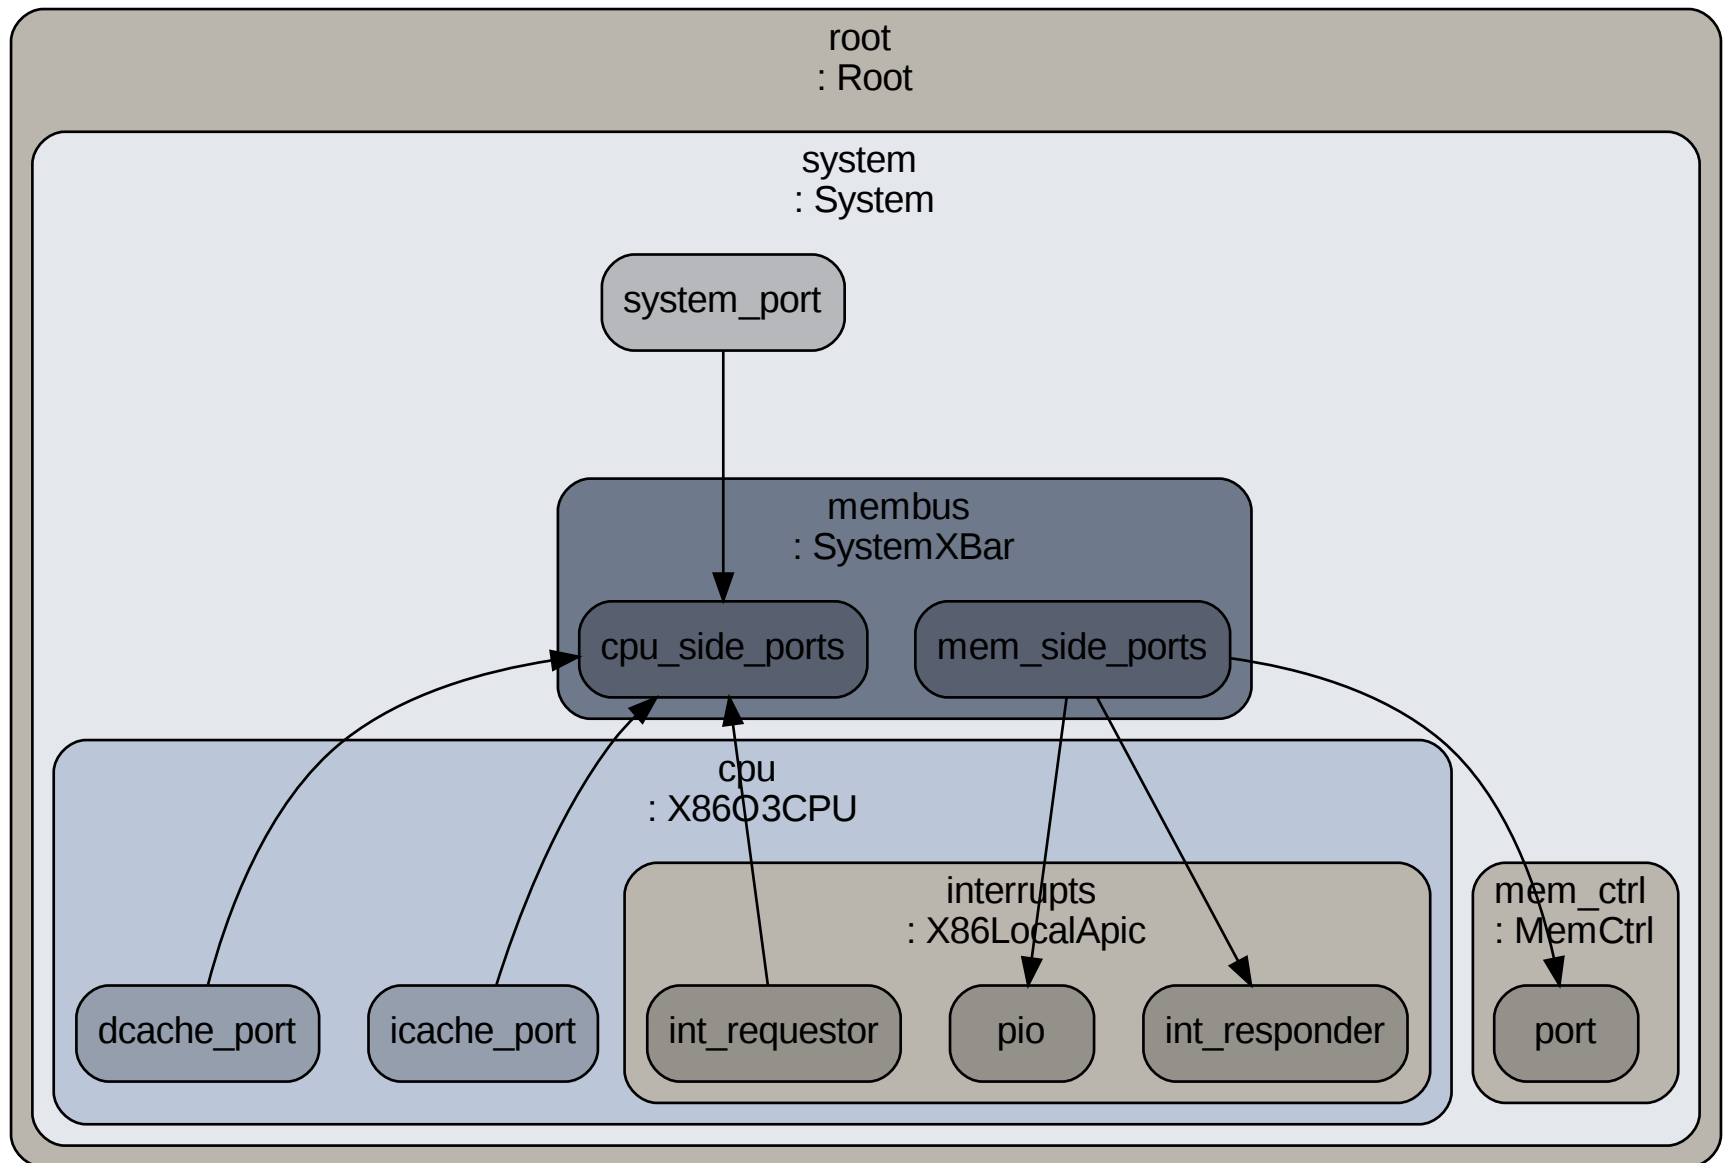 root
: Root
system
: System
system_port
membus
: SystemXBar
cpu_side_ports
mem_side_ports
cpu
: X86O3CPU
interrupts
: X86LocalApic
mem_ctrl
: MemCtrl
dcache_port
icache_port
int_requestor
pio
int_responder
port